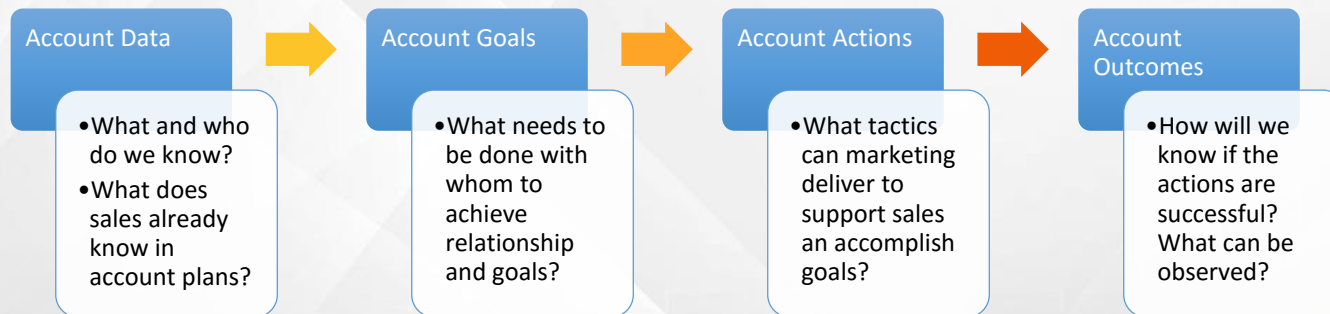 Account Data
•What and who
do we know?
•What does
sales already
know in
account plans?
Account Goals
•What needs to
be done with
whom to
achieve
relationship
and goals?
Account Actions
•What tactics
can marketing
deliver to
support sales
an accomplish
goals?
Account
Outcomes
•How will we
know if the
actions are
successful?
What can be
observed?